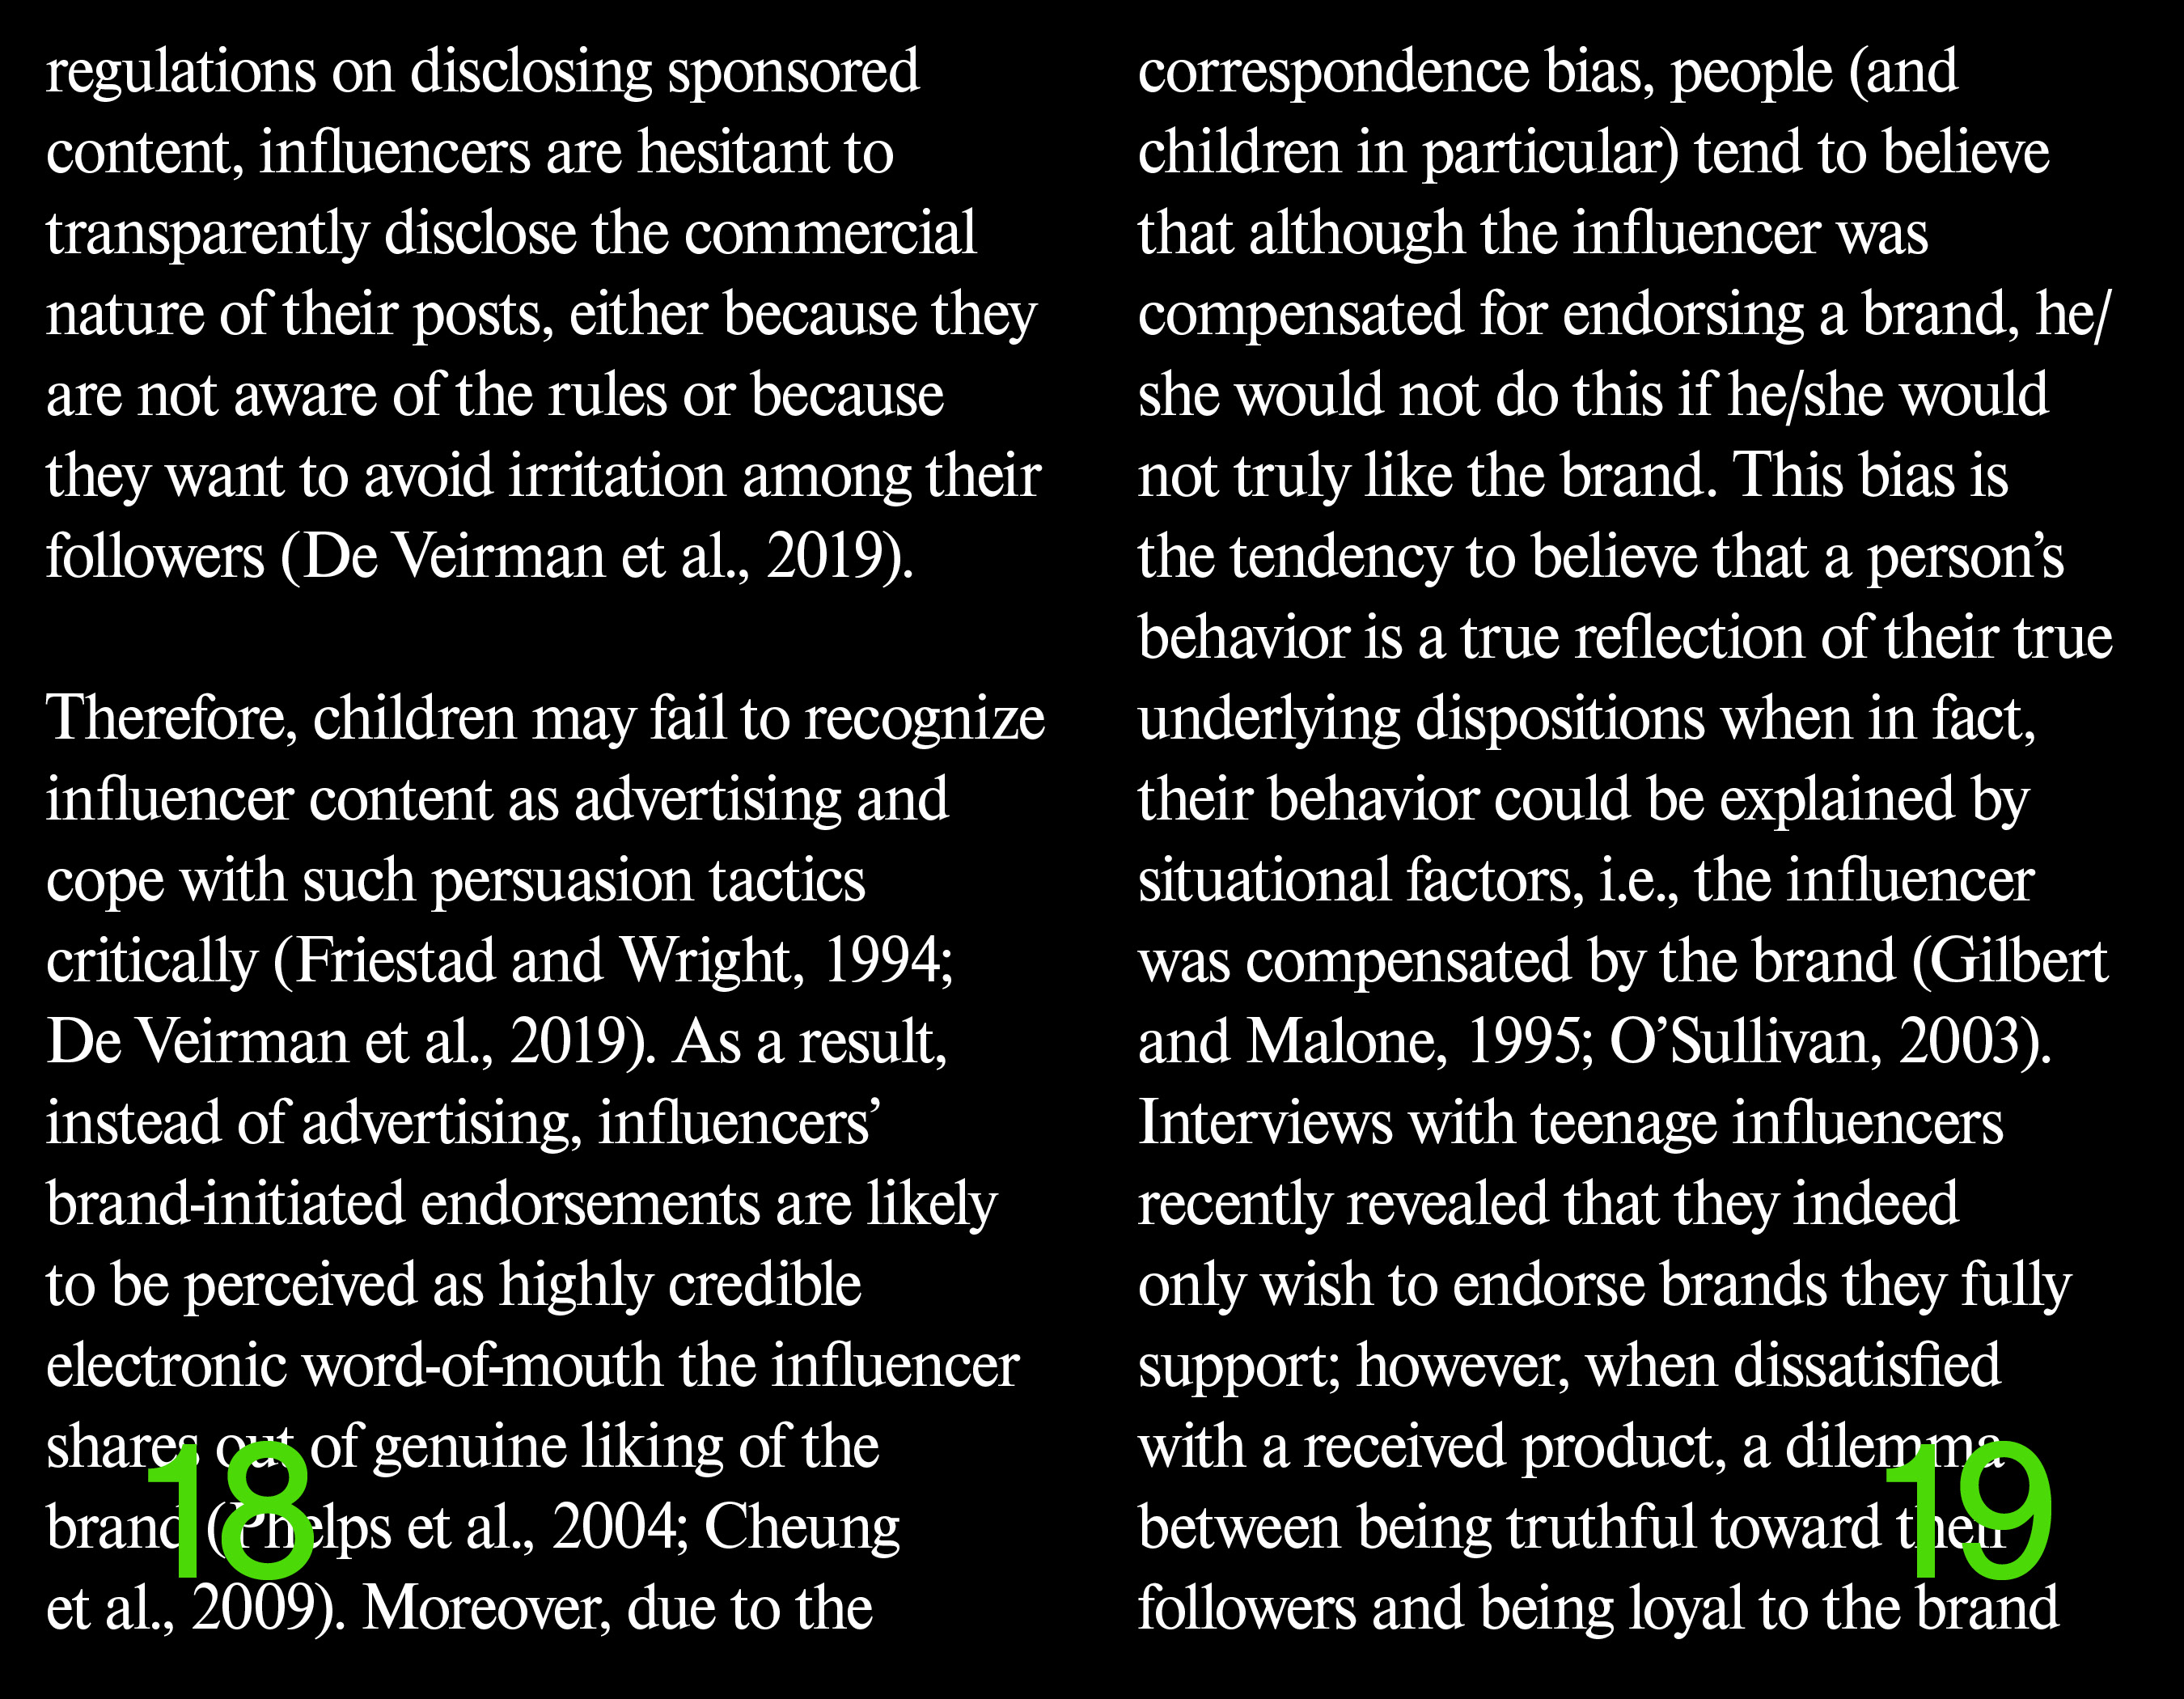 regulations on disclosing sponsored
content, influencers are hesitant to
transparently disclose the commercial
nature of their posts, either because they
are not aware of the rules or because
they want to avoid irritation among their
followers (De Veirman et al., 2019).
Therefore, children may fail to recognize
influencer content as advertising and
cope with such persuasion tactics
critically (Friestad and Wright, 1994;
De Veirman et al., 2019). As a result,
instead of advertising, influencers’
brand-initiated endorsements are likely
to be perceived as highly credible
electronic word-of-mouth the influencer
shares out of genuine liking of the
brand (Phelps et al., 2004; Cheung
et al., 2009). Moreover, due to the
18
correspondence bias, people (and
children in particular) tend to believe
that although the influencer was
compensated for endorsing a brand, he/
she would not do this if he/she would
not truly like the brand. This bias is
the tendency to believe that a person’s
behavior is a true reflection of their true
underlying dispositions when in fact,
their behavior could be explained by
situational factors, i.e., the influencer
was compensated by the brand (Gilbert
and Malone, 1995; O’Sullivan, 2003).
Interviews with teenage influencers
recently revealed that they indeed
only wish to endorse brands they fully
support; however, when dissatisfied
with a received product, a dilemma
between being truthful toward their
followers and being loyal to the brand
19